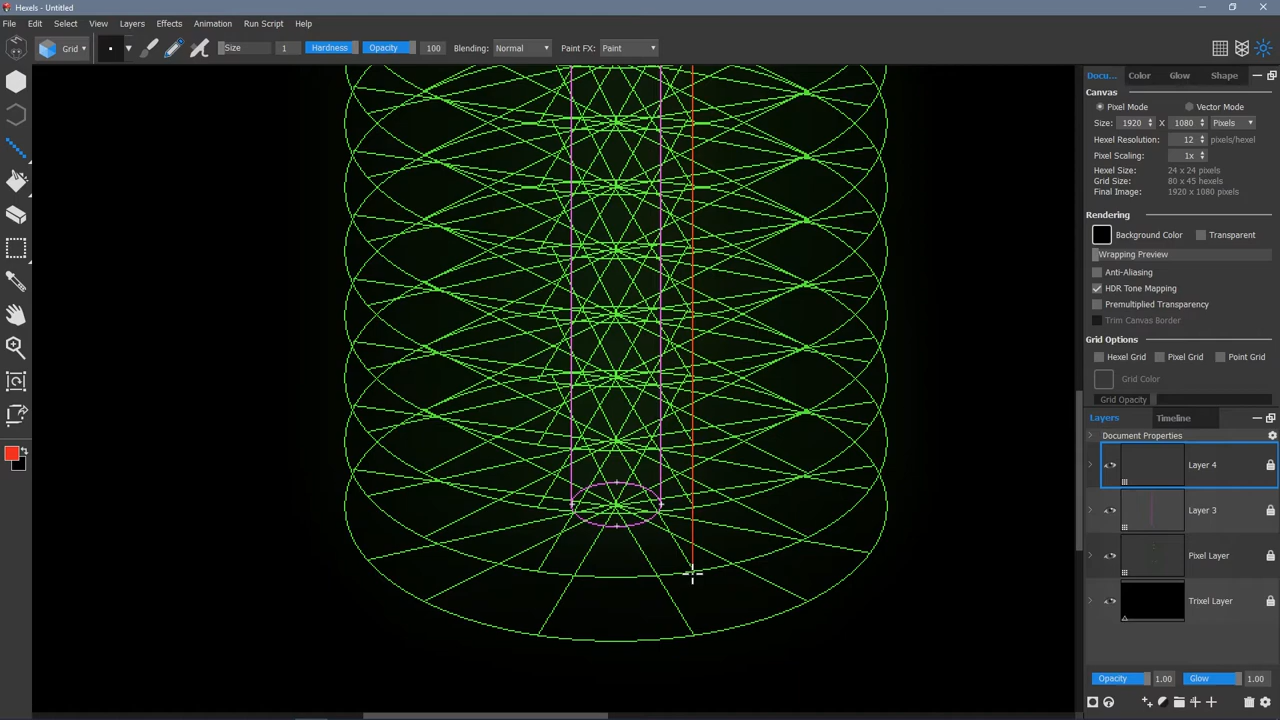 Hexels - Untitled
File Edit Select View Layers Effects Animation Run Script Help
Grid Size 1 Hardness Opacity 100 Blending: Normal Paint FX: Paint
Docu... Color Glow Shape
Canvas
Pixel Mode Vector Mode
Size: 1920 X 1080 Pixels
Hexel Resolution: 12 pixels/hexel
Pixel Scaling: 1x
Hexel Size: 24 x 24 pixels
Grid Size: 80 x 45 hexels
Final Image: 1920 x 1080 pixels
Rendering
Background Color Transparent
Wrapping Preview
Anti-Aliasing
HDR Tone Mapping
Premultiplied Transparency
Trim Canvas Border
Grid Options
Hexel Grid Pixel Grid Point Grid
Grid Color
Grid Opacity
Layers Timeline
Document Properties
Layer 4
Layer 3
Pixel Layer
Trixel Layer
Opacity 1.00 Glow 1.00